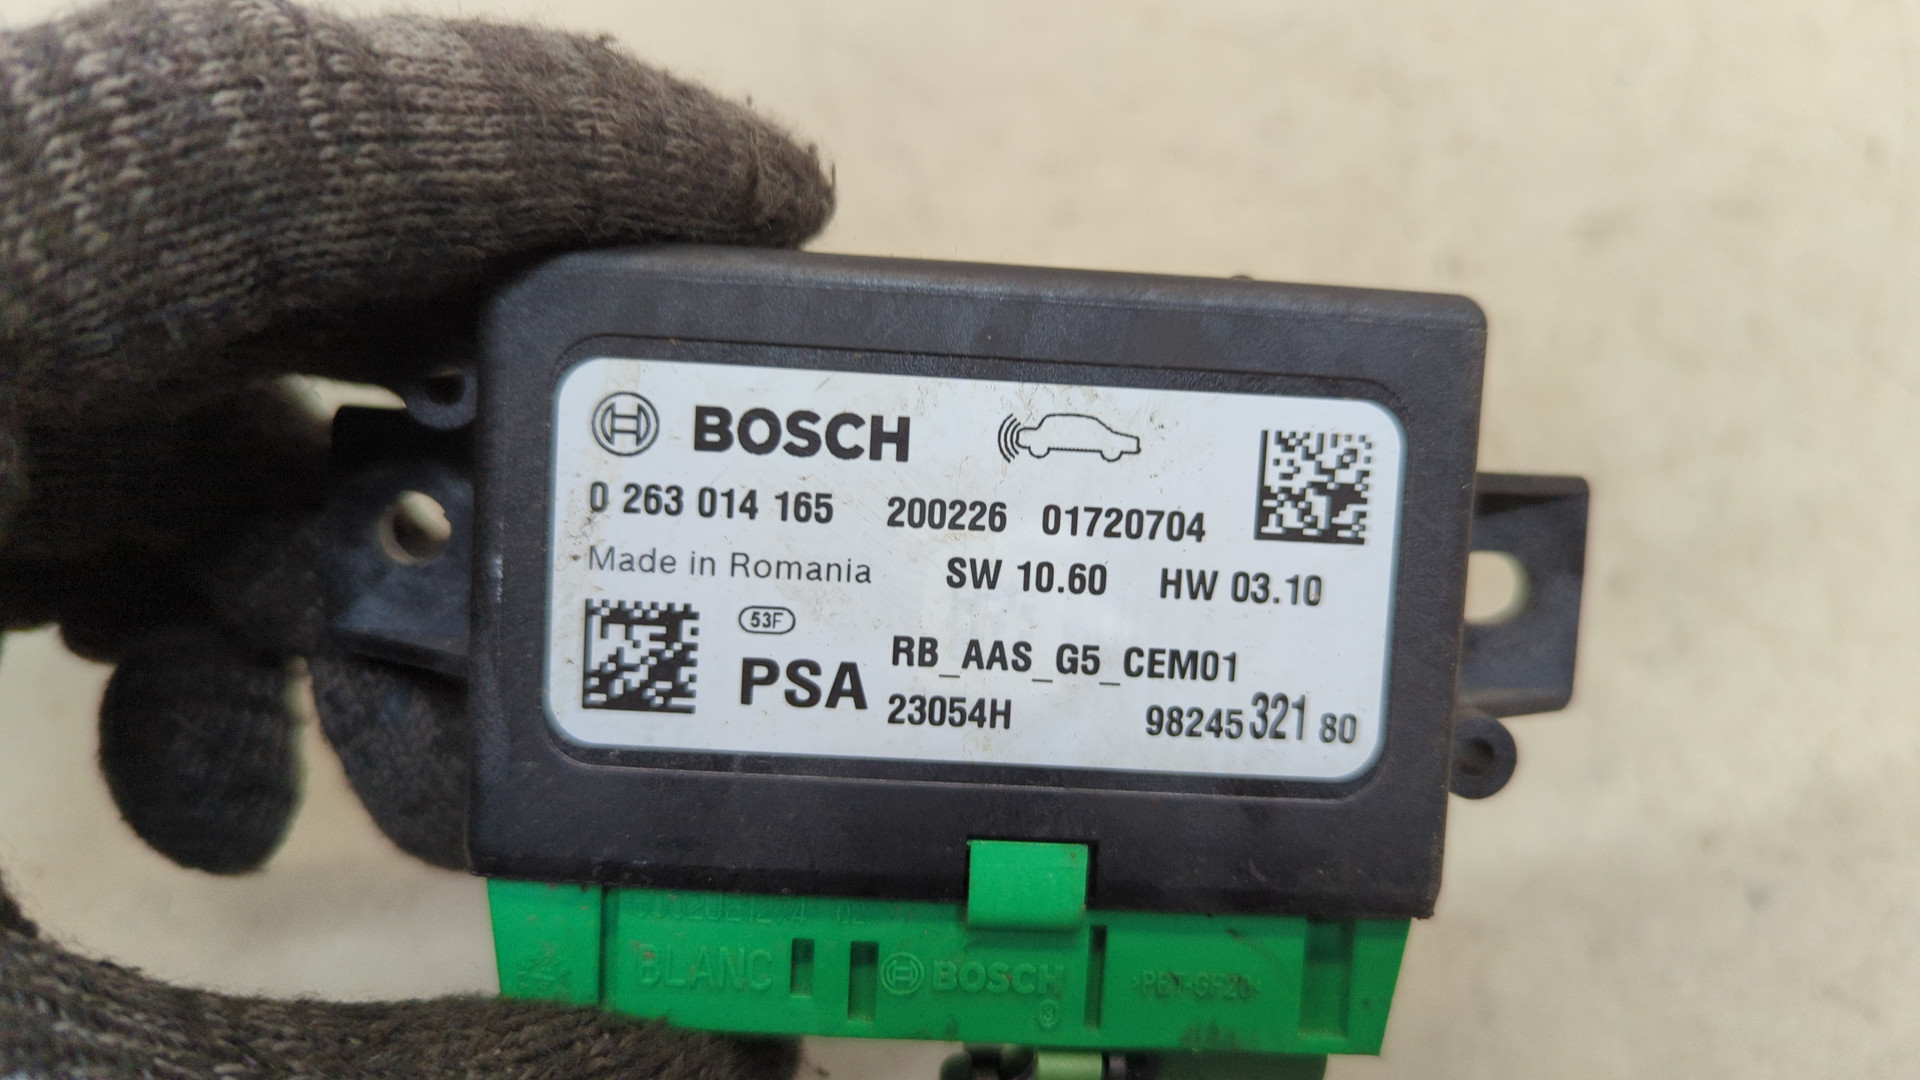 BOSCH
0 263 014 165 200226 01720704
Made in Romania SW 10.60 HW 03.10
53F
PSA RB_AAS_G5_CEM01
23054H 98245 321 80
BLANC BOSCH >PET-GF20<